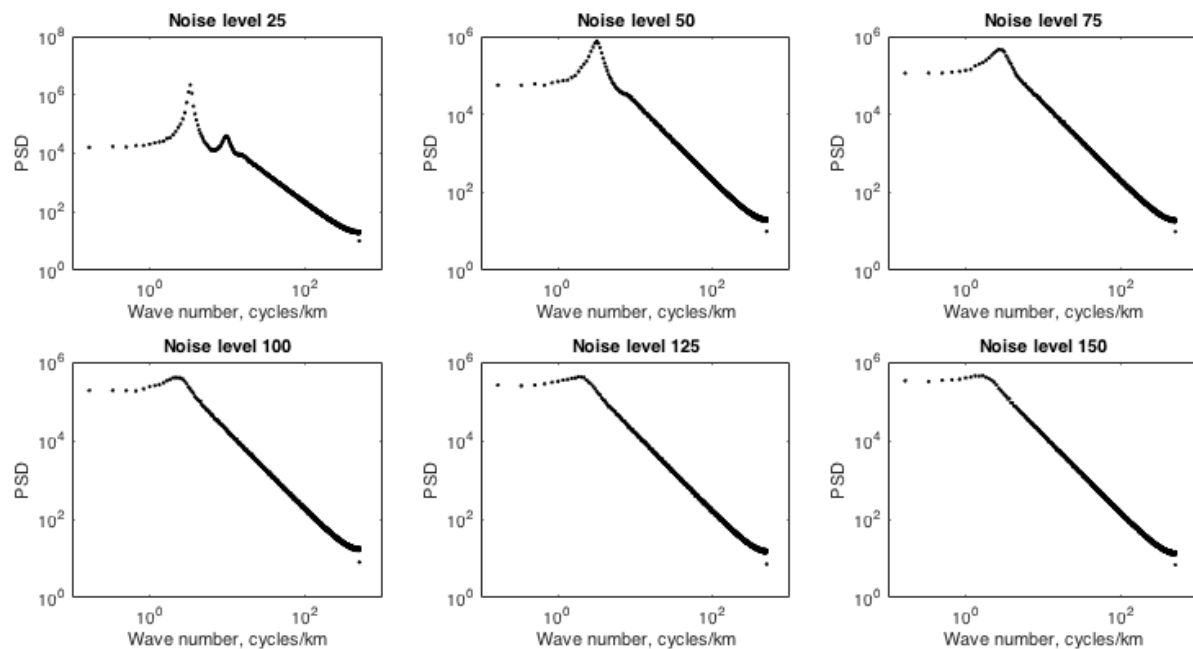 Noise level 25
10^8
10^6
10^4
10^2
10^0
PSD
10^0 10^2
Wave number, cycles/km
Noise level 50
10^6
10^4
10^2
10^0
PSD
10^0 10^2
Wave number, cycles/km
Noise level 75
10^6
10^4
10^2
10^0
PSD
10^0 10^2
Wave number, cycles/km
Noise level 100
10^6
10^4
10^2
10^0
PSD
10^0 10^2
Wave number, cycles/km
Noise level 125
10^6
10^4
10^2
10^0
PSD
10^0 10^2
Wave number, cycles/km
Noise level 150
10^6
10^4
10^2
10^0
PSD
10^0 10^2
Wave number, cycles/km